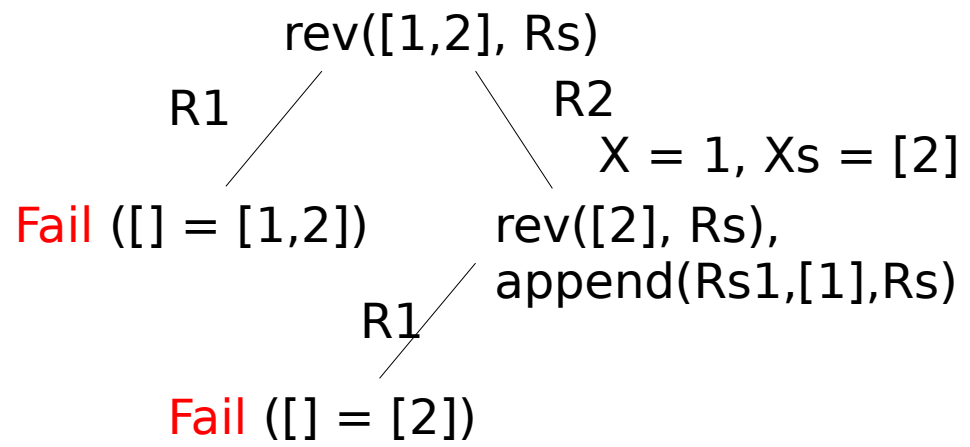 rev([1,2], Rs)
R1
R2
X = 1, Xs = [2]
Fail ([] = [1,2])
rev([2], Rs),
append(Rs1,[1],Rs)
R1
Fail ([] = [2])